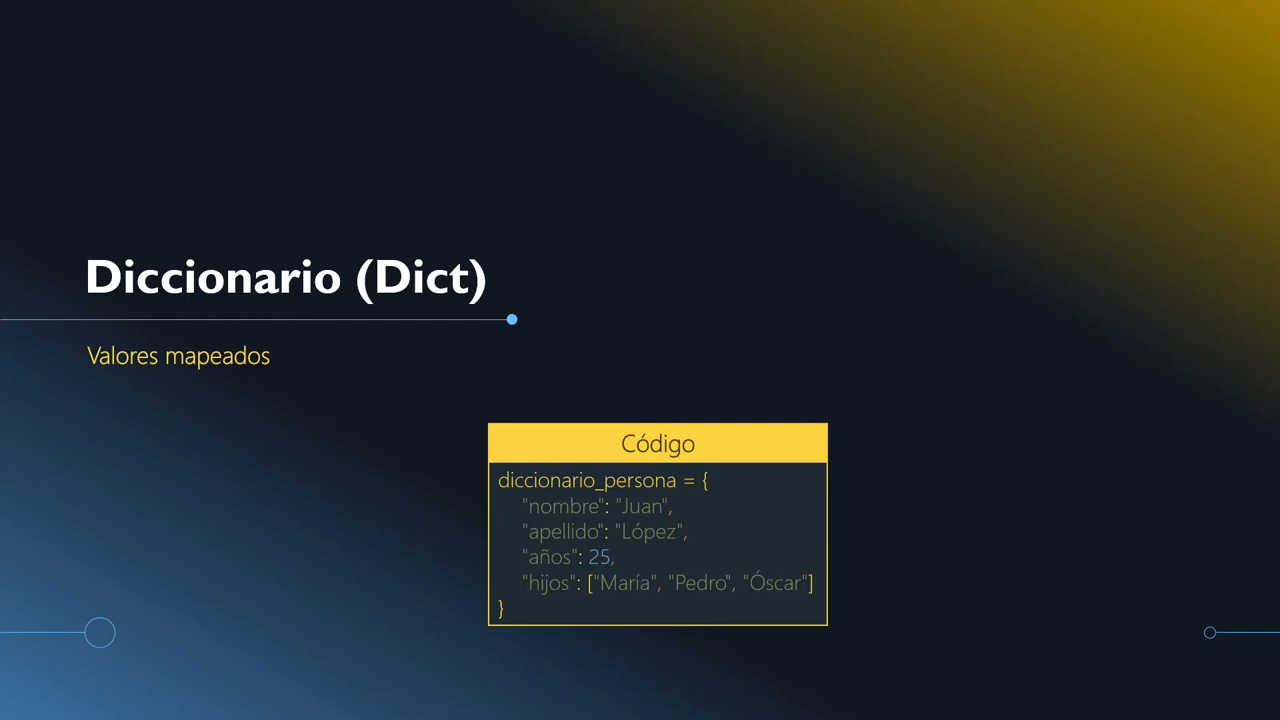 Diccionario (Dict)
Valores mapeados
Código
diccionario_persona = {
"nombre": "Juan",
"apellido": "López",
"años": 25,
"hijos": ["María", "Pedro", "Óscar"]
}